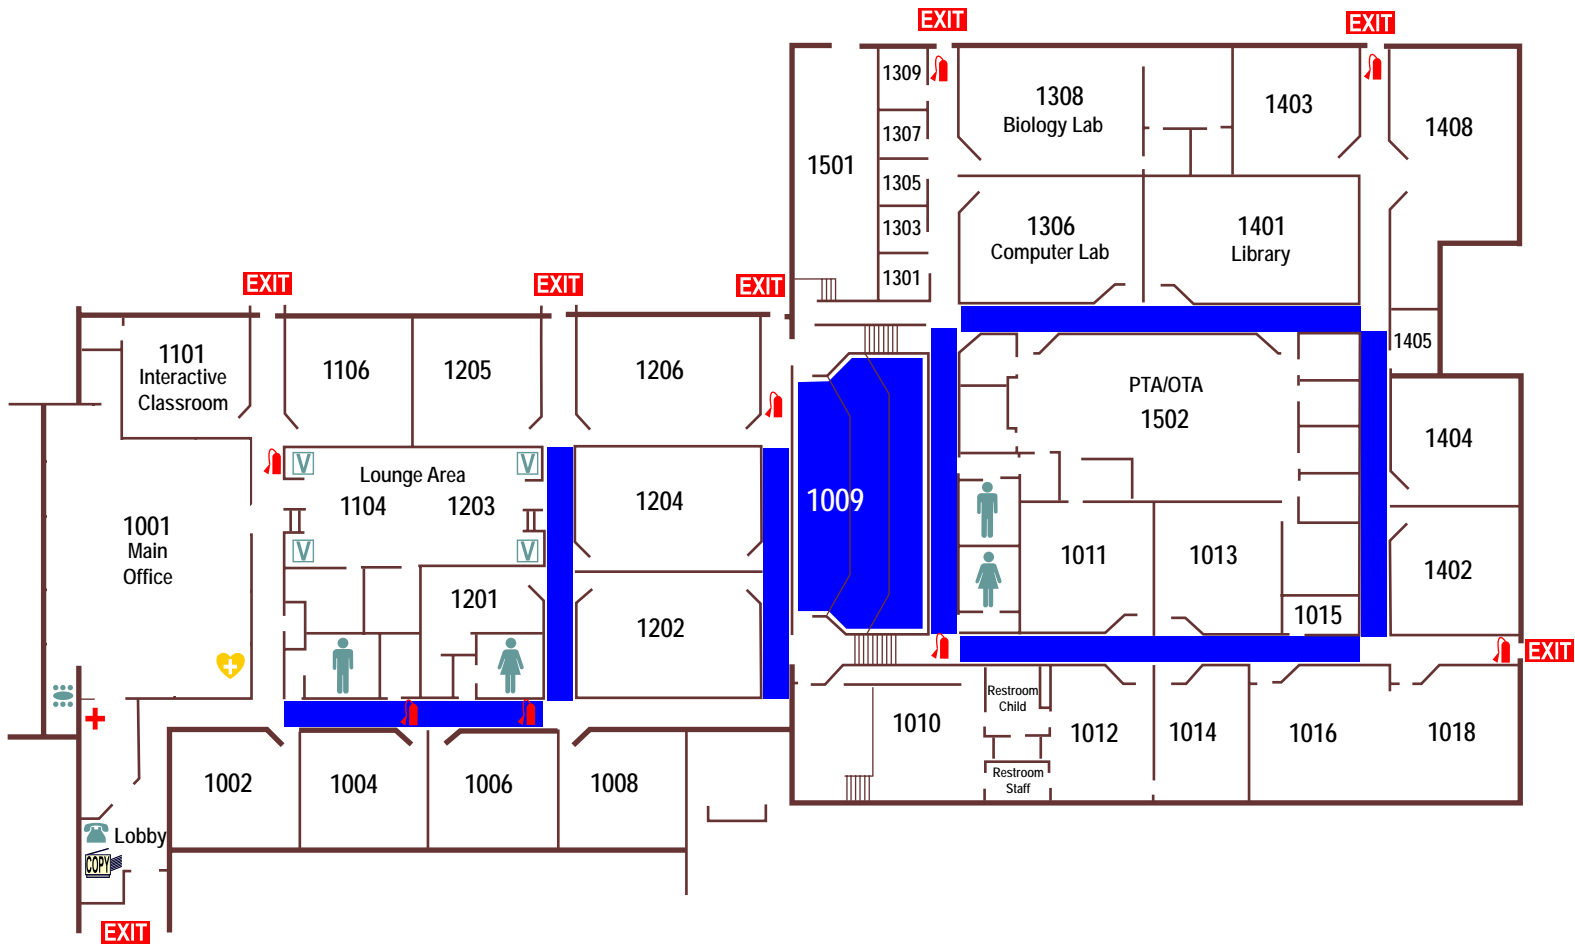 EXIT
EXIT
1309
1308
Biology Lab
1403
1408
1307
1501
1305
1303
1306
Computer Lab
1401
Library
1301
EXIT
EXIT
EXIT
1101
Interactive
Classroom
1106
1205
1206
1405
PTA/OTA
1502
1404
Lounge Area
V
V
1104
1203
1204
1009
1001
Main
Office
V
V
1011
1013
1402
1201
1202
1015
EXIT
Restroom
Child
1010
1012
1014
1016
1018
Restroom
Staff
1002
1004
1006
1008
Lobby
COPY
EXIT